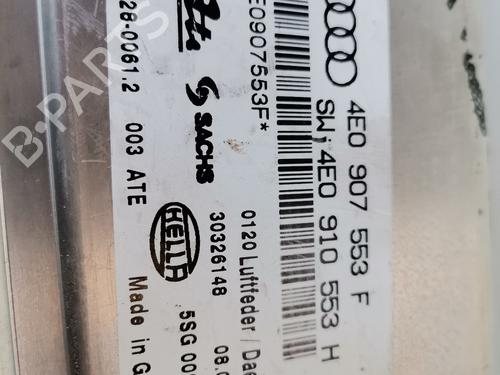 4E0 907 553 F
SW:4E0 910 553 H
E0907553F*
0120 Luftfeder /
SACHS
30326148
08.0
28-0061.2 003 ATE
HELLA
5SG 00
Made in G
B-PARTS